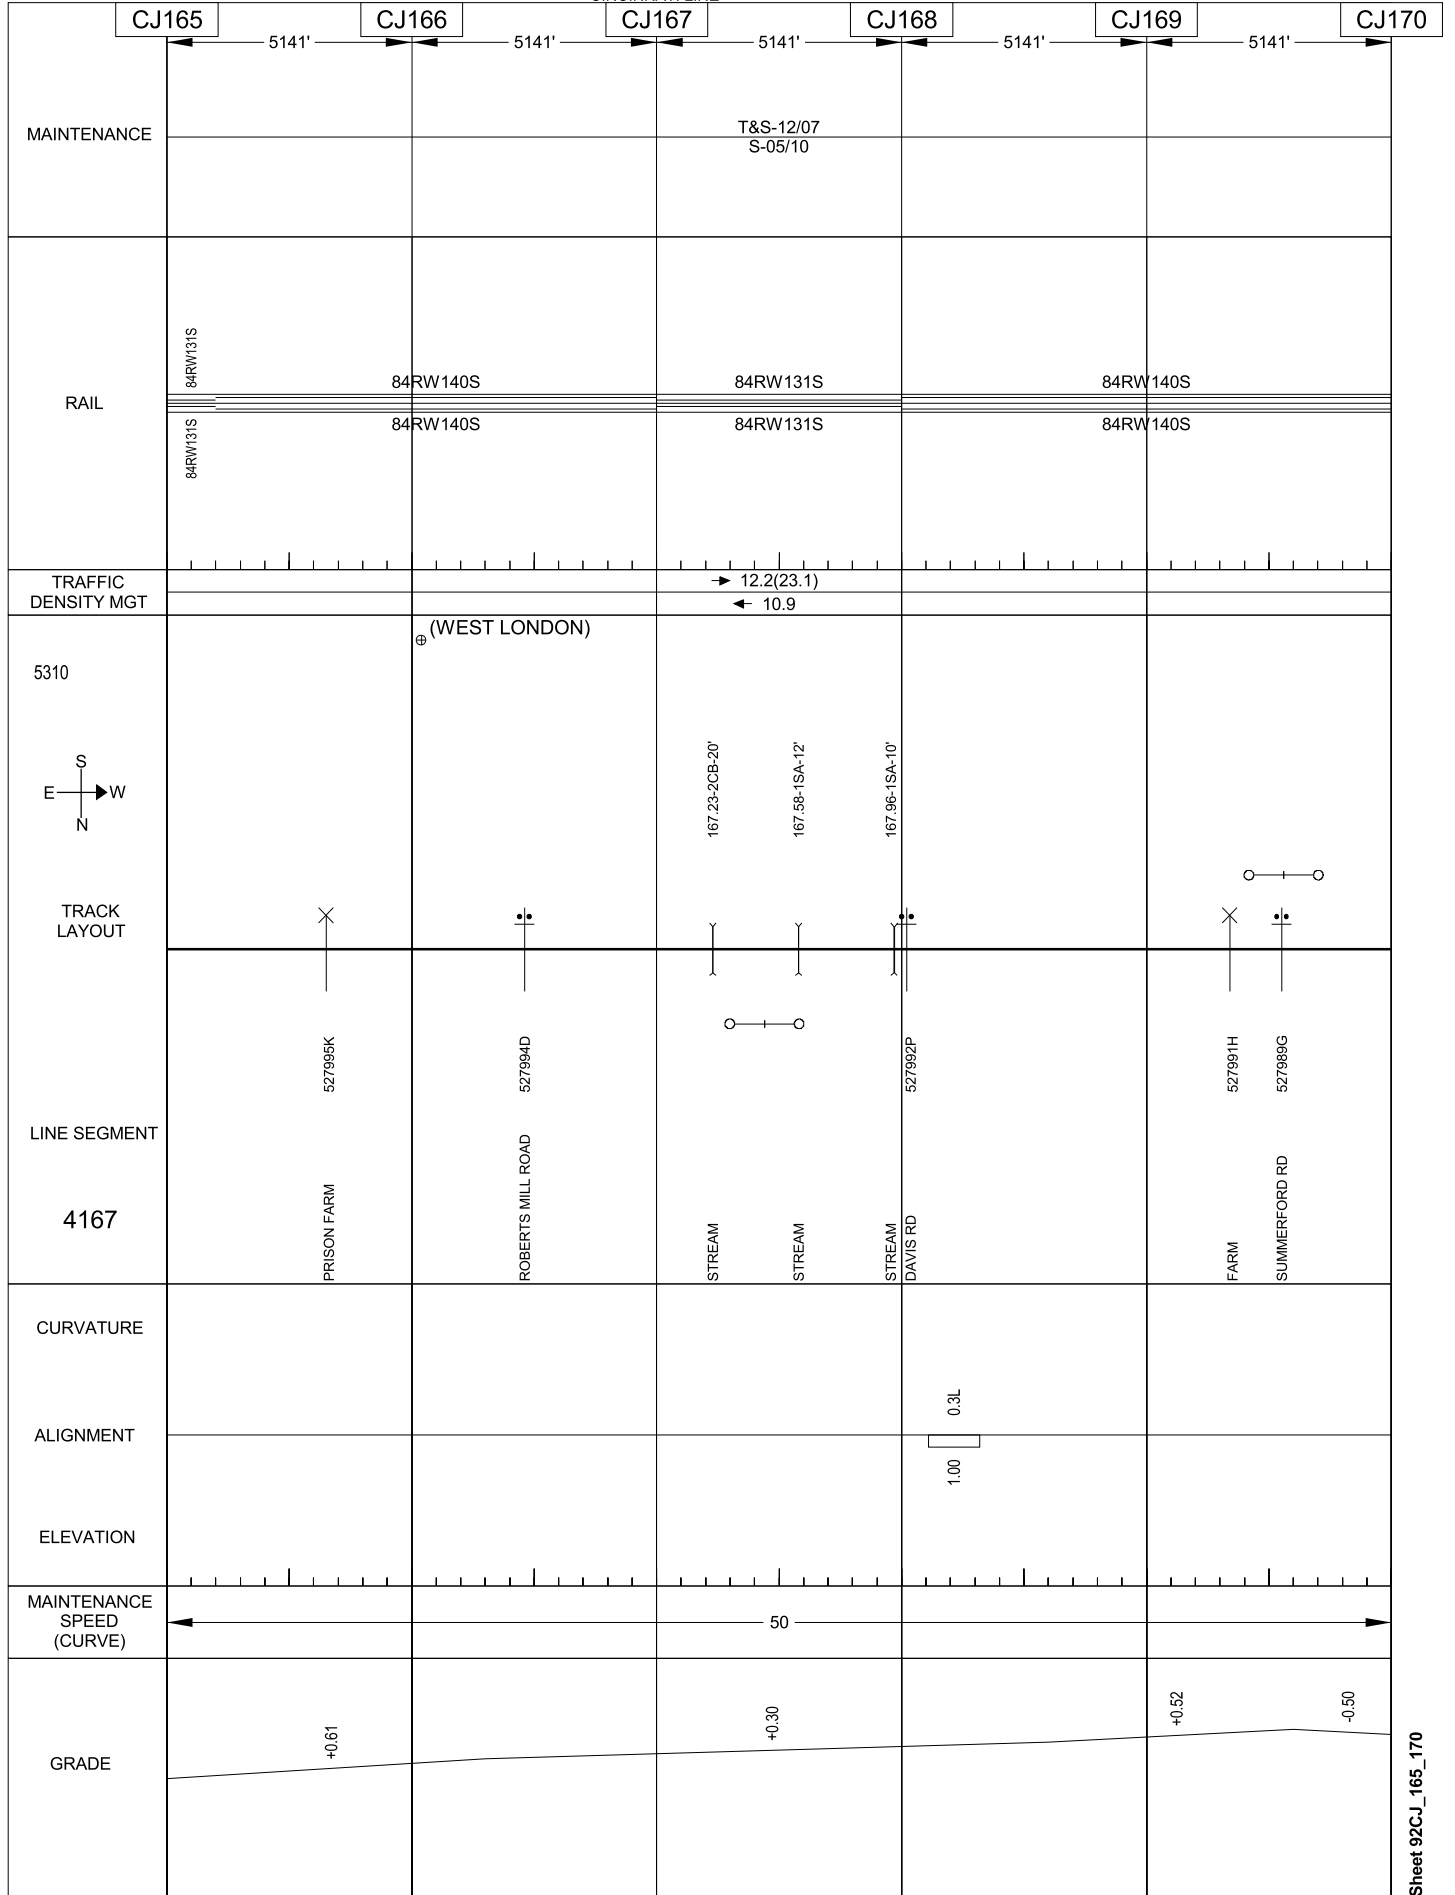 CJ165 CJ166 CJ167 CJ168 CJ169 CJ170
5141' 5141' 5141' 5141' 5141'
MAINTENANCE
T&S-12/07
S-05/10
RAIL
84RW131S
84RW140S 84RW131S 84RW140S
84RW140S 84RW131S 84RW140S
84RW131S
TRAFFIC
DENSITY MGT
12.2(23.1)
10.9
(WEST LONDON)
5310
S
E W
N
167.23-2CB-20'
167.58-1SA-12'
167.96-1SA-10'
TRACK
LAYOUT
527995K
527994D
527992P
527991H
527989G
LINE SEGMENT
4167
PRISON FARM
ROBERTS MILL ROAD
STREAM
STREAM
STREAM
DAVIS RD
FARM
SUMMERFORD RD
CURVATURE
0.3L
ALIGNMENT
1.00
ELEVATION
MAINTENANCE
SPEED
(CURVE)
50
GRADE
+0.61
+0.30
+0.52
-0.50
Sheet 92CJ_165_170